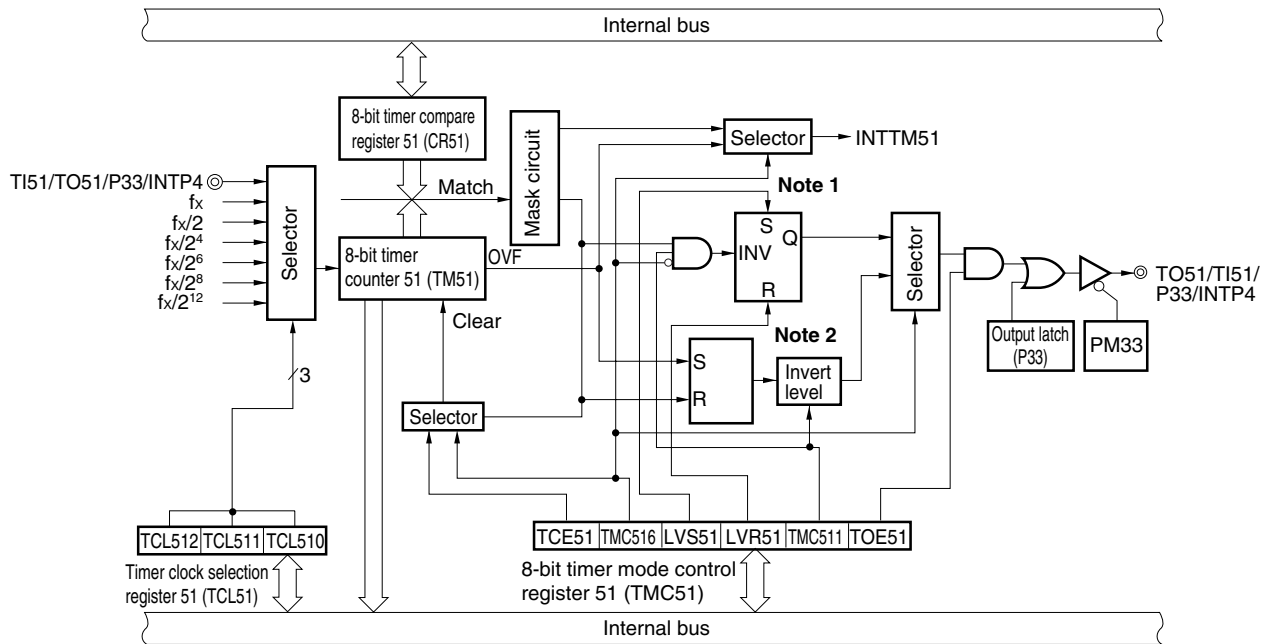 Internal bus
8-bit timer compare
register 51 (CR51)
Mask circuit
Selector
INTTM51
TI51/TO51/P33/INTP4
fx
fx/2
fx/2⁴
fx/2⁶
fx/2⁸
fx/2¹²
Selector
Match
8-bit timer
counter 51 (TM51)
OVF
Clear
Note 1
S
Q
INV
R
Selector
TO51/TI51/
P33/INTP4
Output latch
(P33)
PM33
Note 2
S
R
Invert
level
3
Selector
TCL512 TCL511 TCL510
Timer clock selection
register 51 (TCL51)
TCE51 TMC516 LVS51 LVR51 TMC511 TOE51
8-bit timer mode control
register 51 (TMC51)
Internal bus